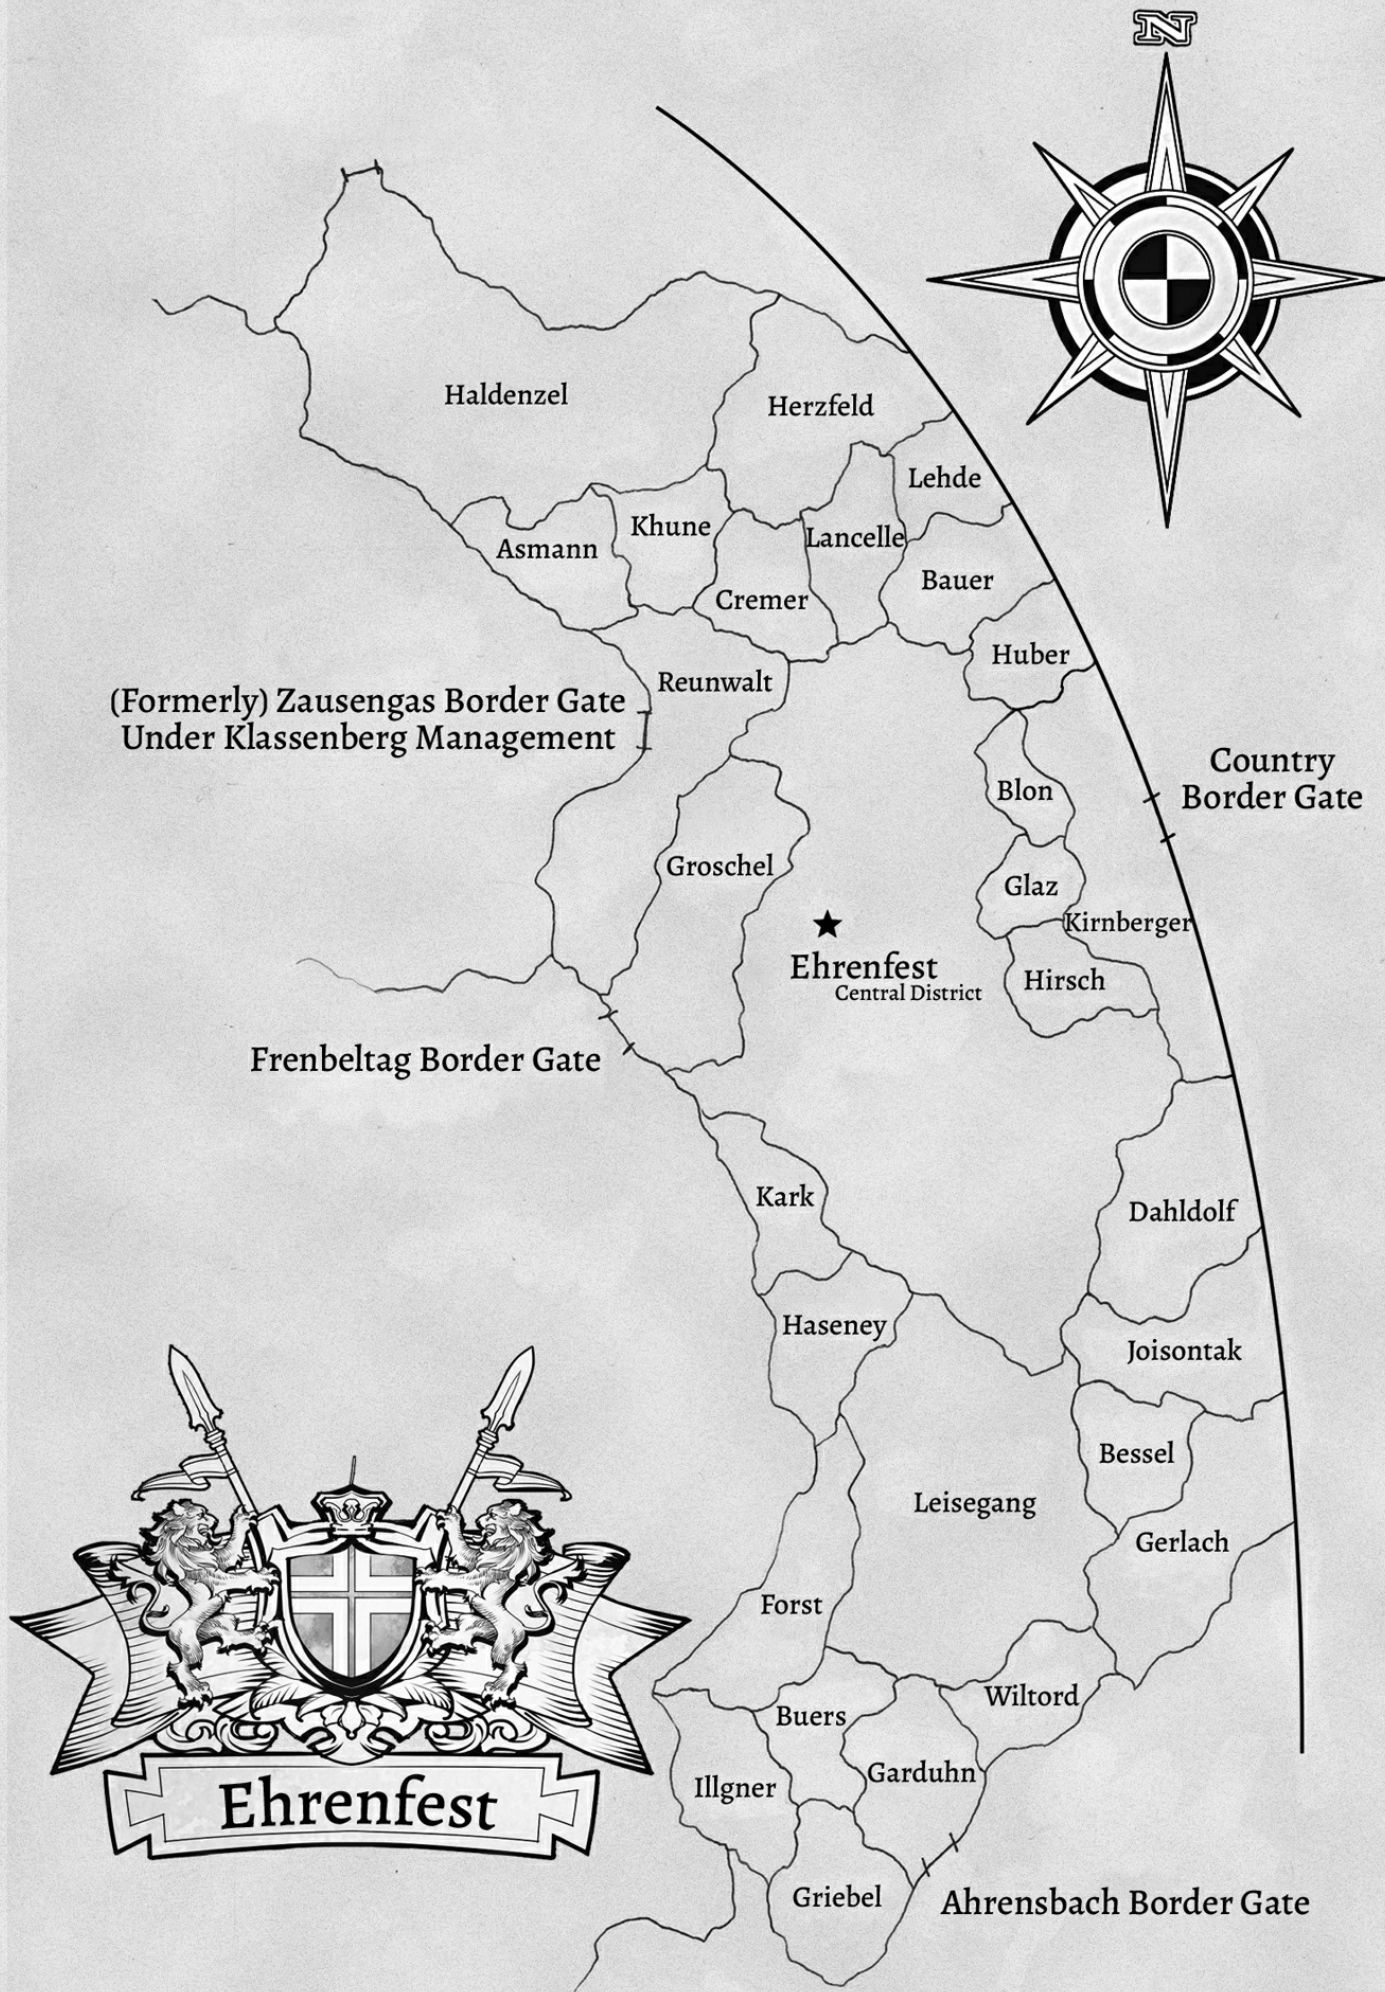 N
Haldenzel
Herzfeld
Lehde
Khune
Lancelle
Asmann
Bauer
Cremer
Huber
Reunwalt
(Formerly) Zausengas Border Gate
Under Klassenberg Management
Country
Border Gate
Blon
Groschel
Glaz
Kirnberger
Ehrenfest
Central District
Hirsch
Frenbeltag Border Gate
Kark
Dahldolf
Haseney
Joisontak
Bessel
Leisegang
Gerlach
Forst
Wiltord
Buers
Garduhn
Illgner
Ehrenfest
Griebel
Ahrensbach Border Gate